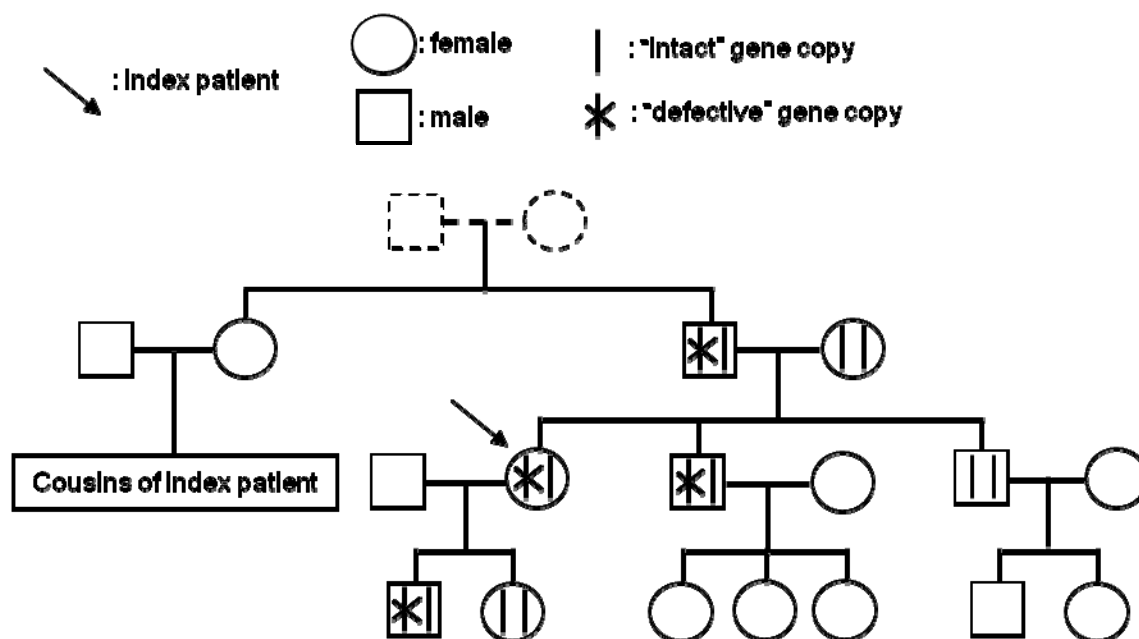 : female
: "intact" gene copy
: Index patient
: male
: "defective" gene copy
Cousins of index patient